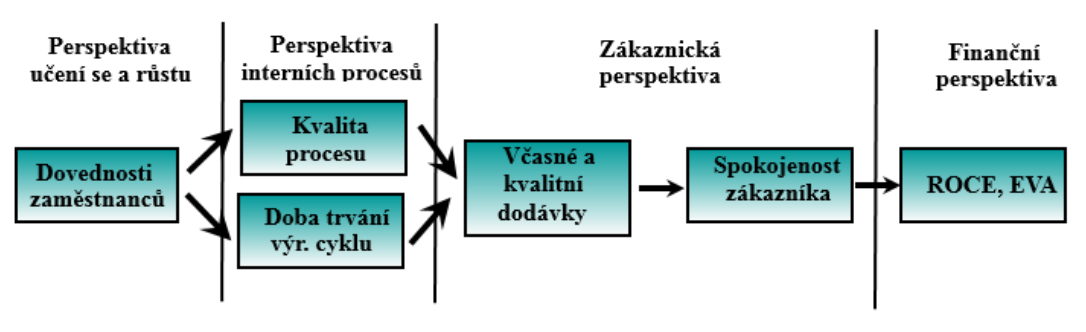 Perspektiva
učení se a růstu
Perspektiva
interních procesů
Zákaznická
perspektiva
Finanční
perspektiva
Dovednosti
zaměstnanců
Kvalita
procesu
Doba trvání
výr. cyklu
Včasné a
kvalitní
dodávky
Spokojenost
zákazníka
ROCE, EVA